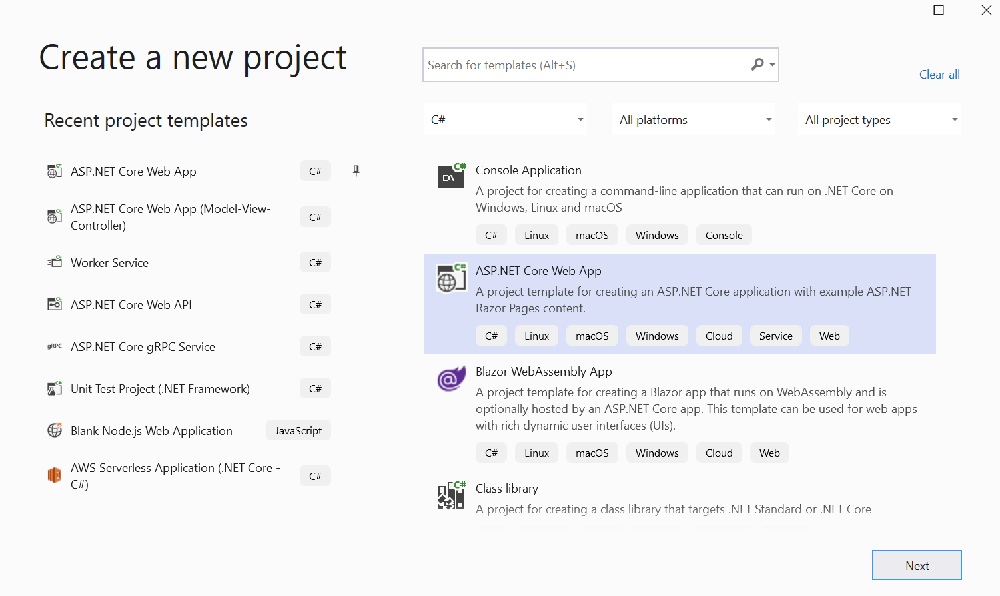 Create a new project
Search for templates (Alt+S)
Clear all
Recent project templates
C#
All platforms
All project types
ASP.NET Core Web App
C#
ASP.NET Core Web App (Model-View-
Controller)
C#
Worker Service
C#
ASP.NET Core Web API
C#
gRPC
ASP.NET Core gRPC Service
C#
Unit Test Project (.NET Framework)
C#
JS
Blank Node.js Web Application
JavaScript
AWS Serverless Application (.NET Core -
C#)
C#
C#
C:\
Console Application
A project for creating a command-line application that can run on .NET Core on
Windows, Linux and macOS
C# Linux macOS Windows Console
C#
ASP.NET Core Web App
A project template for creating an ASP.NET Core application with example ASP.NET
Razor Pages content.
C# Linux macOS Windows Cloud Service Web
@
Blazor WebAssembly App
A project template for creating a Blazor app that runs on WebAssembly and is
optionally hosted by an ASP.NET Core app. This template can be used for web apps
with rich dynamic user interfaces (UIs).
C# Linux macOS Windows Cloud Web
C#
Class library
A project for creating a class library that targets .NET Standard or .NET Core
Next